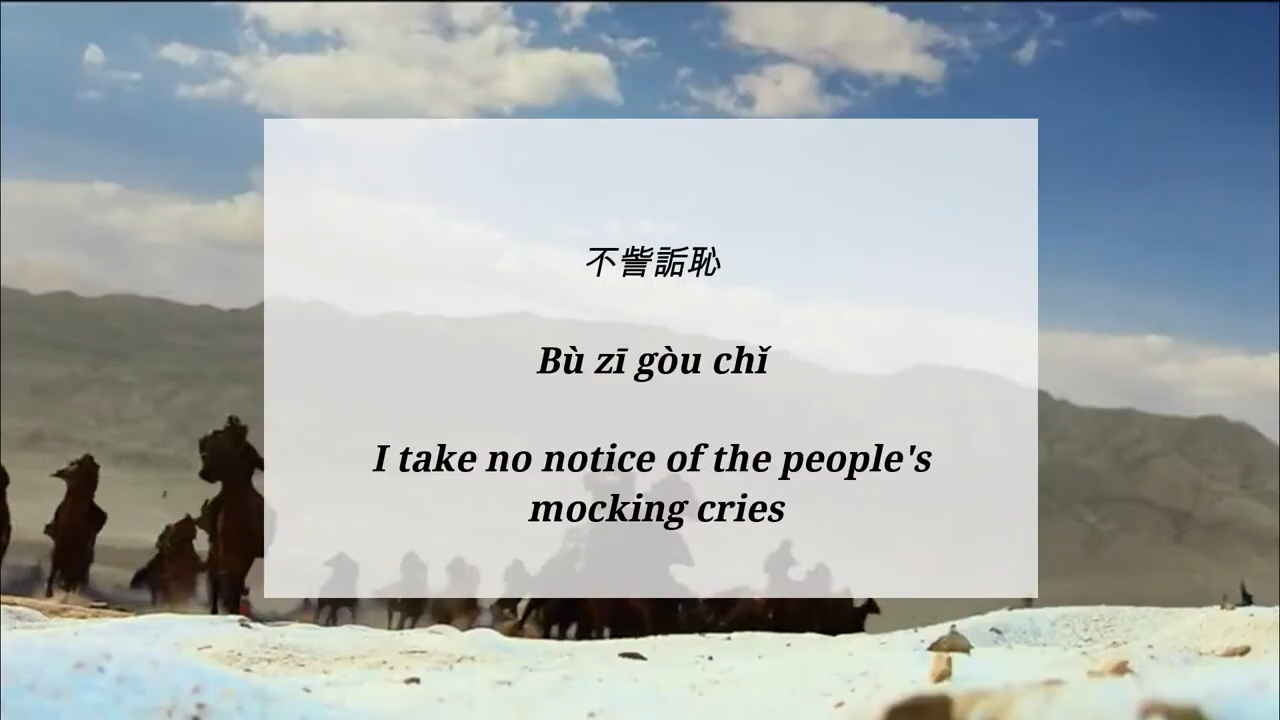 不訾詬恥
Bù zī gòu chǐ
I take no notice of the people's
mocking cries